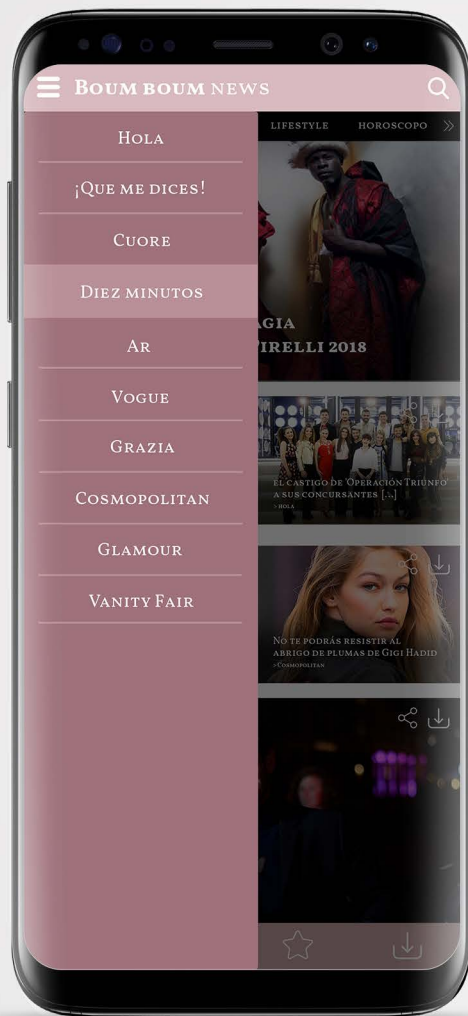 BOUM BOUM NEWS
HOLA
¡QUE ME DICES!
CUORE
DIEZ MINUTOS
AR
VOGUE
GRAZIA
COSMOPOLITAN
GLAMOUR
VANITY FAIR
LIFESTYLE HOROSCOPO
AGIA
IRELLI 2018
EL CASTIGO DE 'OPERACIÓN TRIUNFO'
A SUS CONCURSANTES [...]
> HOLA
NO TE PODRÁS RESISTIR AL
ABRIGO DE PLUMAS DE GIGI HADID
> COSMOPOLITAN